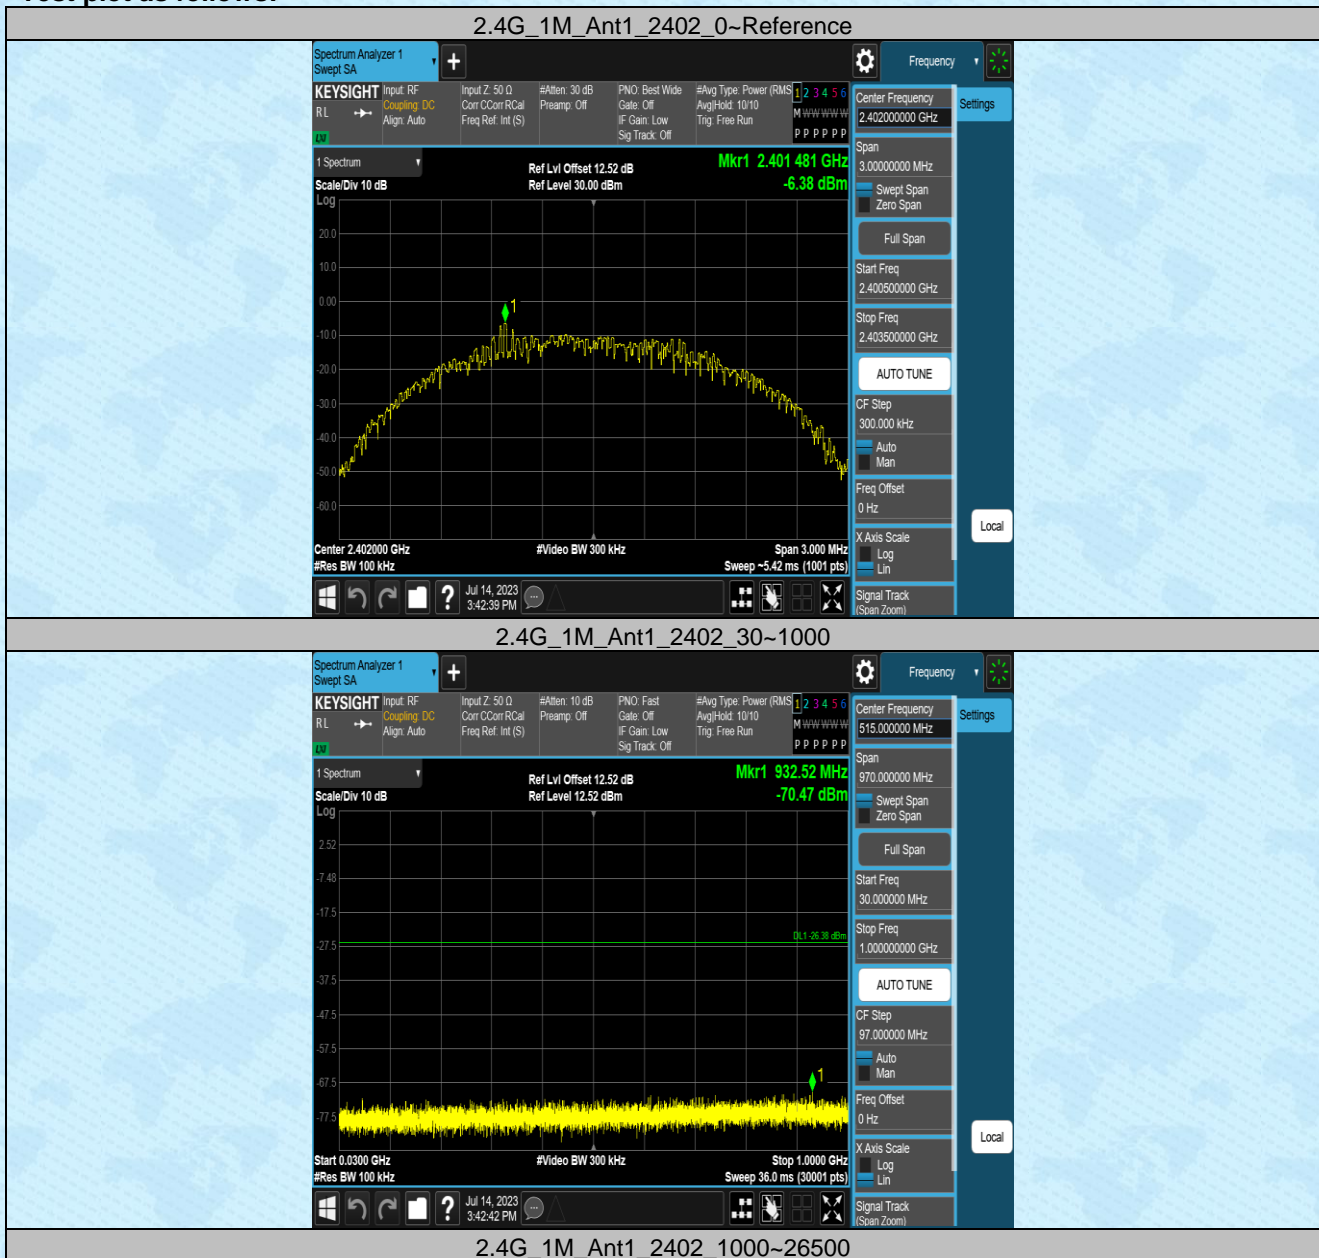 Test plot as follows:
2.4G_1M_Ant1_2402_0~Reference
Spectrum Analyzer 1
Swept SA
+
Frequency
KEYSIGHT
RL
LXI
Input: RF
Coupling: DC
Align: Auto
Input Z: 50 Ω
Corr CCorr RCal
Freq Ref: Int (S)
#Atten: 30 dB
Preamp: Off
PNO: Best Wide
Gate: Off
IF Gain: Low
Sig Track: Off
#Avg Type: Power (RMS
Avg|Hold: 10/10
Trig: Free Run
1 2 3 4 5 6
M W W W W W
P P P P P P
Center Frequency
2.402000000 GHz
Settings
Span
3.00000000 MHz
Swept Span
Zero Span
Full Span
Start Freq
2.400500000 GHz
Stop Freq
2.403500000 GHz
AUTO TUNE
CF Step
300.000 kHz
Auto
Man
Freq Offset
0 Hz
X Axis Scale
Log
Lin
Signal Track
(Span Zoom)
Local
1 Spectrum
Scale/Div 10 dB
Log
Ref Lvl Offset 12.52 dB
Ref Level 30.00 dBm
Mkr1 2.401 481 GHz
-6.38 dBm
20.0
10.0
0.00
1
-10.0
-20.0
-30.0
-40.0
-50.0
-60.0
Center 2.402000 GHz
#Video BW 300 kHz
Span 3.000 MHz
#Res BW 100 kHz
Sweep ~5.42 ms (1001 pts)
?
Jul 14, 2023
3:42:39 PM
2.4G_1M_Ant1_2402_30~1000
Spectrum Analyzer 1
Swept SA
+
Frequency
KEYSIGHT
RL
LXI
Input: RF
Coupling: DC
Align: Auto
Input Z: 50 Ω
Corr CCorr RCal
Freq Ref: Int (S)
#Atten: 10 dB
Preamp: Off
PNO: Fast
Gate: Off
IF Gain: Low
Sig Track: Off
#Avg Type: Power (RMS
Avg|Hold: 10/10
Trig: Free Run
1 2 3 4 5 6
M W W W W W
P P P P P P
Center Frequency
515.000000 MHz
Settings
Span
970.000000 MHz
Swept Span
Zero Span
Full Span
Start Freq
30.000000 MHz
Stop Freq
1.000000000 GHz
AUTO TUNE
CF Step
97.000000 MHz
Auto
Man
Freq Offset
0 Hz
X Axis Scale
Log
Lin
Signal Track
(Span Zoom)
Local
1 Spectrum
Scale/Div 10 dB
Log
Ref Lvl Offset 12.52 dB
Ref Level 12.52 dBm
Mkr1 932.52 MHz
-70.47 dBm
2.52
-7.48
-17.5
DL1 -26.38 dBm
-27.5
-37.5
-47.5
-57.5
-67.5
1
-77.5
Start 0.0300 GHz
#Video BW 300 kHz
Stop 1.0000 GHz
#Res BW 100 kHz
Sweep 36.0 ms (30001 pts)
?
Jul 14, 2023
3:42:42 PM
2.4G_1M_Ant1_2402_1000~26500